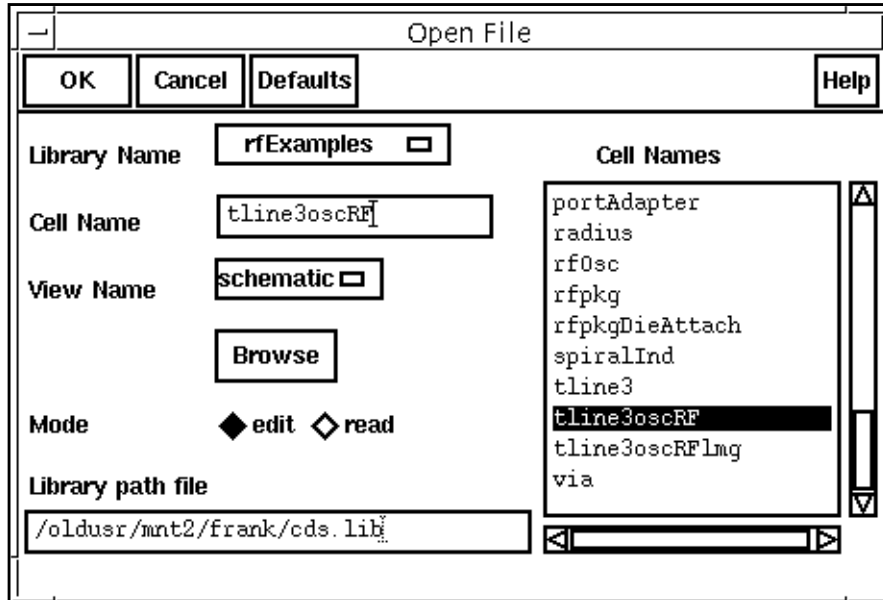 Open File
OK Cancel Defaults Help
Library Name rfExamples
Cell Name tline3oscRF
View Name schematic
Browse
Mode edit read
Library path file
/oldusr/mnt2/frank/cds.lib
Cell Names
portAdapter
radius
rfOsc
rfpkg
rfpkgDieAttach
spiralInd
tline3
tline3oscRF
tline3oscRFlmg
via